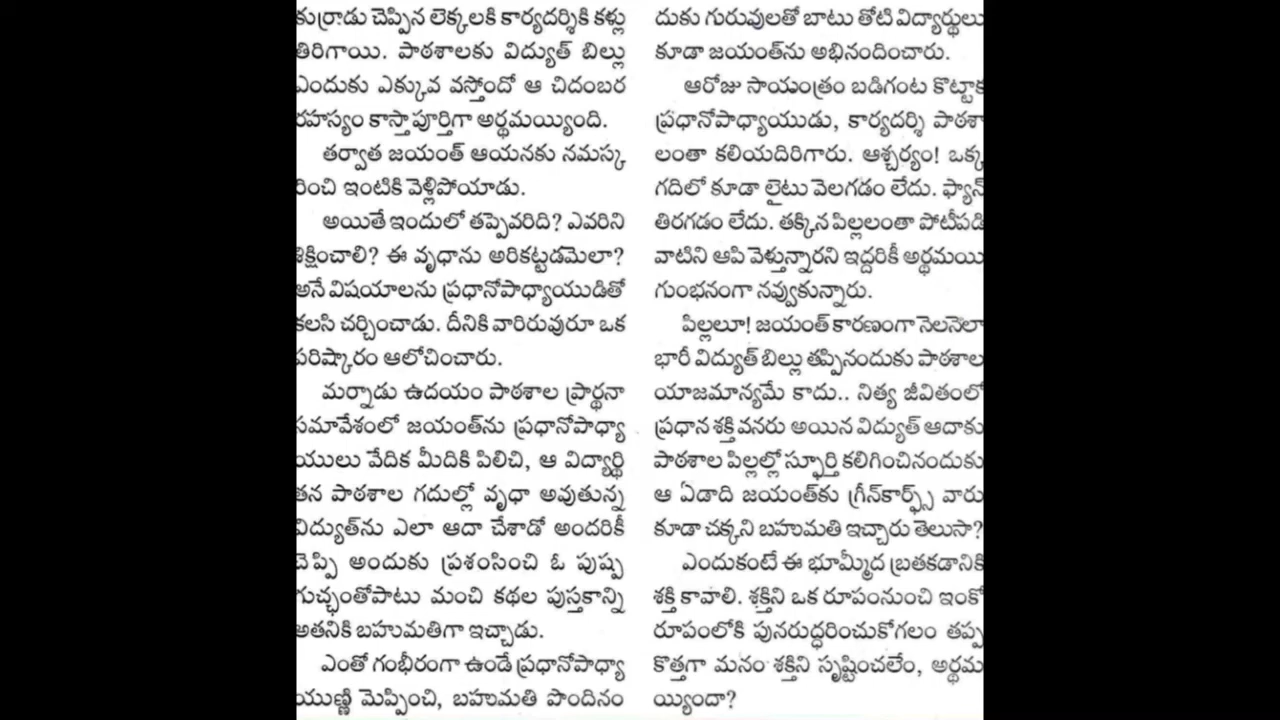 కుర్రాడు చెప్పిన లెక్కలకి కార్యదర్శికి కళ్లు
తిరిగాయి. పాఠశాలకు విద్యుత్ బిల్లు
ఎందుకు ఎక్కువ వస్తోందో ఆ చిదంబర
రహస్యం కాస్తా పూర్తిగా అర్థమయ్యింది.
తర్వాత జయంత్ ఆయనకు నమస్క
రించి ఇంటికి వెళ్లిపోయాడు.
అయితే ఇందులో తప్పెవరిది? ఎవరిని
శిక్షించాలి? ఈ వృధాను అరికట్టడమెలా?
అనే విషయాలను ప్రధానోపాధ్యాయుడితో
కలసి చర్చించాడు. దీనికి వారిరువురూ ఒక
పరిష్కారం ఆలోచించారు.
మర్నాడు ఉదయం పాఠశాల ప్రార్థనా
సమావేశంలో జయంత్‌ను ప్రధానోపాధ్యా
యులు వేదిక మీదికి పిలిచి, ఆ విద్యార్థి
తన పాఠశాల గదుల్లో వృధా అవుతున్న
విద్యుత్‌ను ఎలా ఆదా చేశాడో అందరికీ
చెప్పి అందుకు ప్రశంసించి ఓ పుష్ప
గుచ్ఛంతోపాటు మంచి కథల పుస్తకాన్ని
అతనికి బహుమతిగా ఇచ్చాడు.
ఎంతో గంభీరంగా ఉండే ప్రధానోపాధ్యా
యుణ్ణి మెప్పించి, బహుమతి పొందినం
దుకు గురువులతో బాటు తోటి విద్యార్థులు
కూడా జయంత్‌ను అభినందించారు.
ఆరోజు సాయంత్రం బడిగంట కొట్టాక
ప్రధానోపాధ్యాయుడు, కార్యదర్శి పాఠశా
లంతా కలియదిరిగారు. ఆశ్చర్యం! ఒక్క
గదిలో కూడా లైటు వెలగడం లేదు. ఫ్యాన్
తిరగడం లేదు. తక్కిన పిల్లలంతా పోటీపడి
వాటిని ఆపి వెళ్తున్నారని ఇద్దరికీ అర్థమయి
గుంభనంగా నవ్వుకున్నారు.
పిల్లలూ! జయంత్ కారణంగా నెలనెలా
భారీ విద్యుత్ బిల్లు తప్పినందుకు పాఠశాల
యాజమాన్యమే కాదు.. నిత్య జీవితంలో
ప్రధాన శక్తి వనరు అయిన విద్యుత్ ఆదాకు
పాఠశాల పిల్లల్లో స్ఫూర్తి కలిగించినందుకు
ఆ ఏడాది జయంత్‌కు గ్రీన్‌కార్ప్స్ వారు
కూడా చక్కని బహుమతి ఇచ్చారు తెలుసా?
ఎందుకంటే ఈ భూమ్మీద బ్రతకడానికి
శక్తి కావాలి. శక్తిని ఒక రూపంనుంచి ఇంకో
రూపంలోకి పునరుద్ధరించుకోగలం తప్ప
కొత్తగా మనం శక్తిని సృష్టించలేం, అర్థమ
య్యిందా?